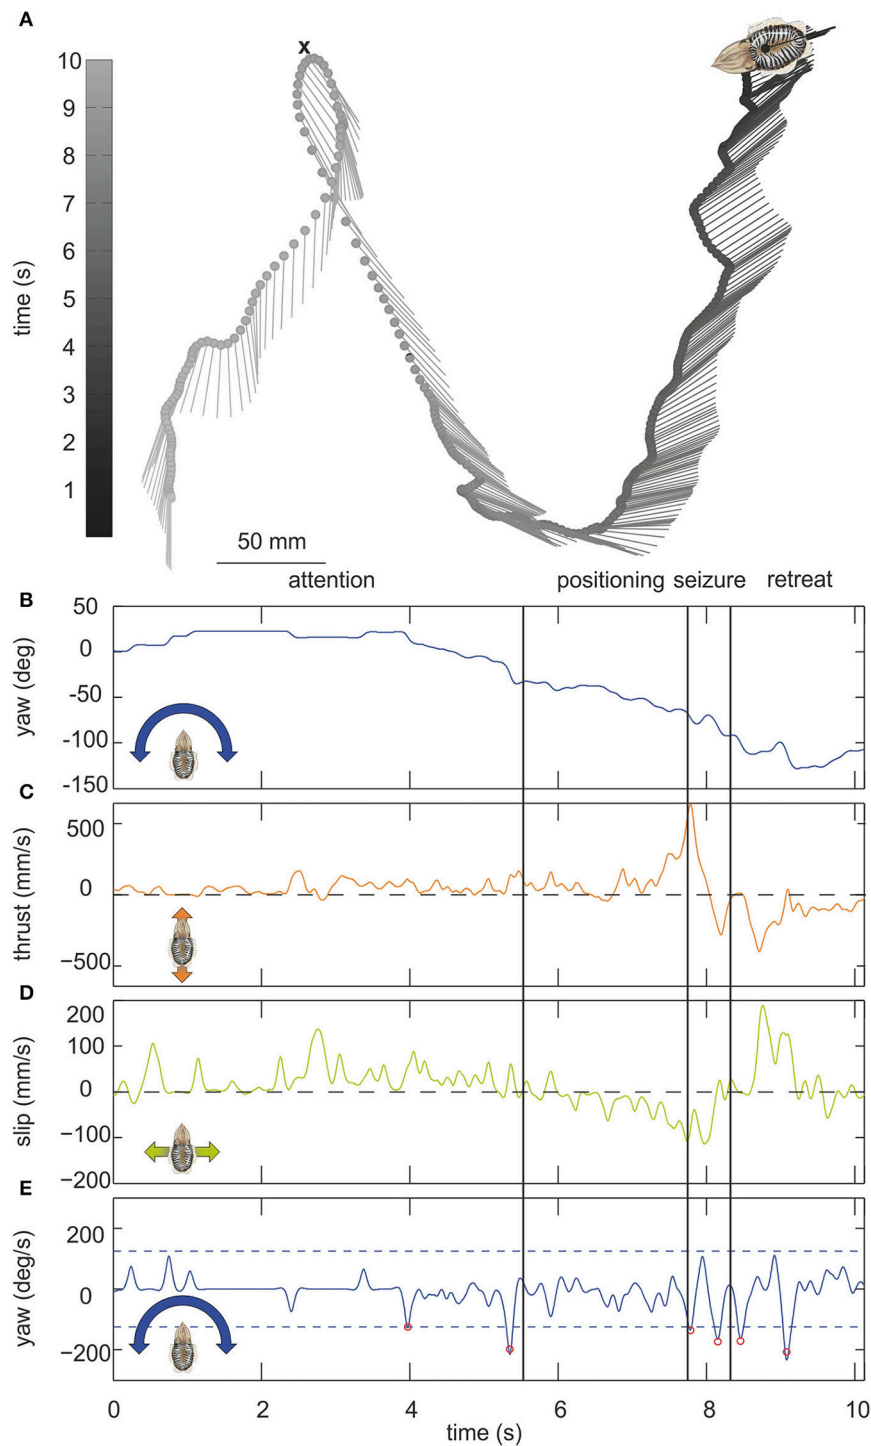 A
x
10
9
8
7
6
5
4
3
2
1
time (s)
50 mm
attention
positioning
seizure
retreat
B
50
0
-50
-100
-150
yaw (deg)
C
500
0
−500
thrust (mm/s)
D
200
100
0
−100
−200
slip (mm/s)
E
200
0
−200
yaw (deg/s)
0 2 4 6 8 10
time (s)